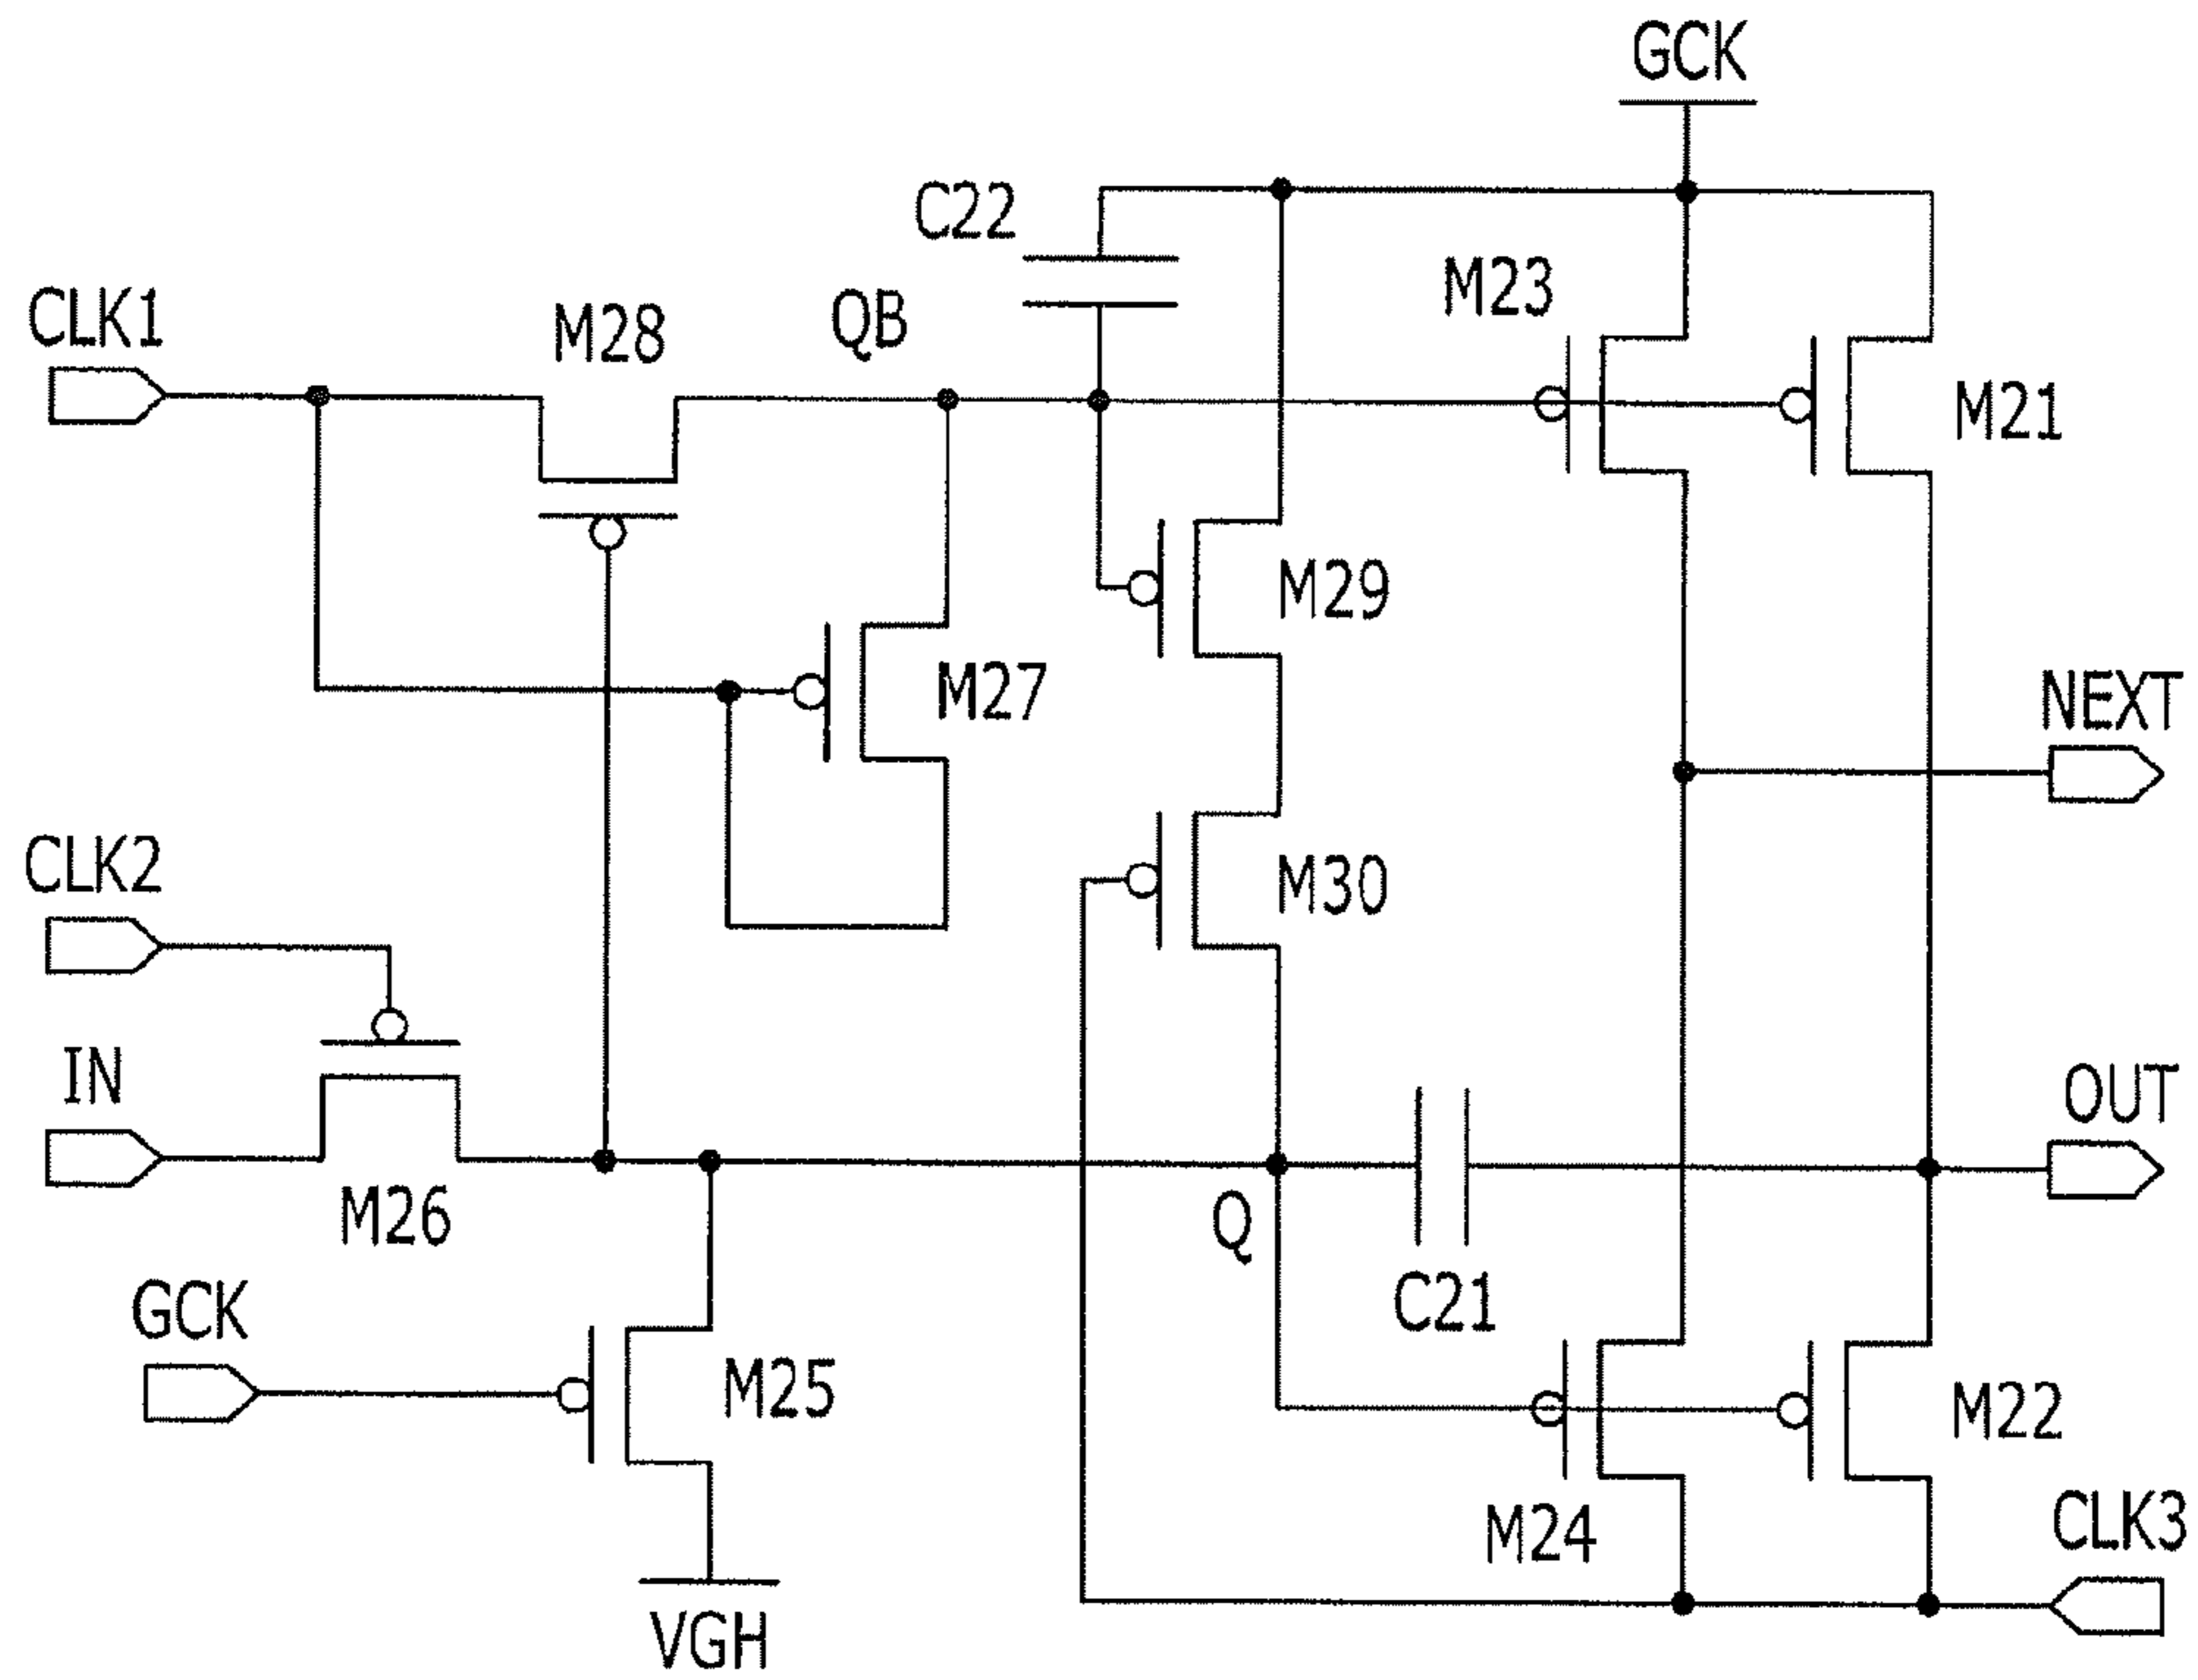 GCK
C22
M23
CLK1
M28
QB
M21
M29
M27
NEXT
CLK2
M30
IN
OUT
M26
Q
GCK
C21
M25
M22
M24
CLK3
VGH